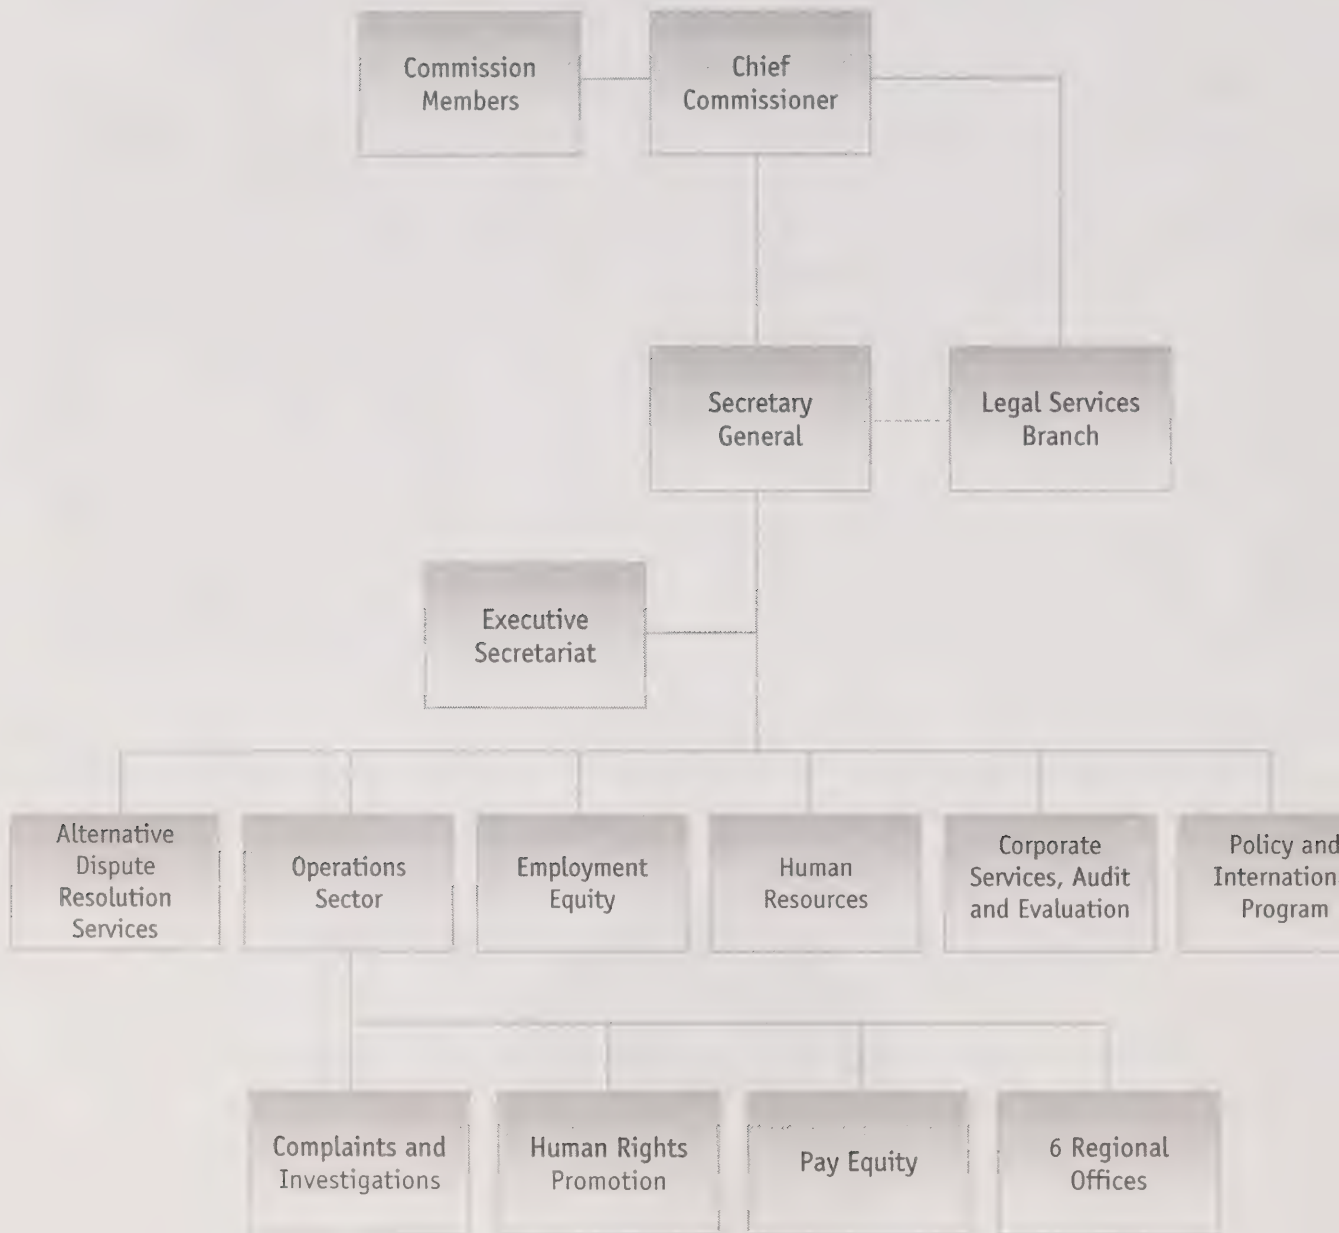 Commission
Members
Chief
Commissioner
Secretary
General
Legal Services
Branch
Executive
Secretariat
Alternative
Dispute
Resolution
Services
Operations
Sector
Employment
Equity
Human
Resources
Corporate
Services, Audit
and Evaluation
Policy and
Internation
Program
Complaints and
Investigations
Human Rights
Promotion
Pay Equity
6 Regional
Offices